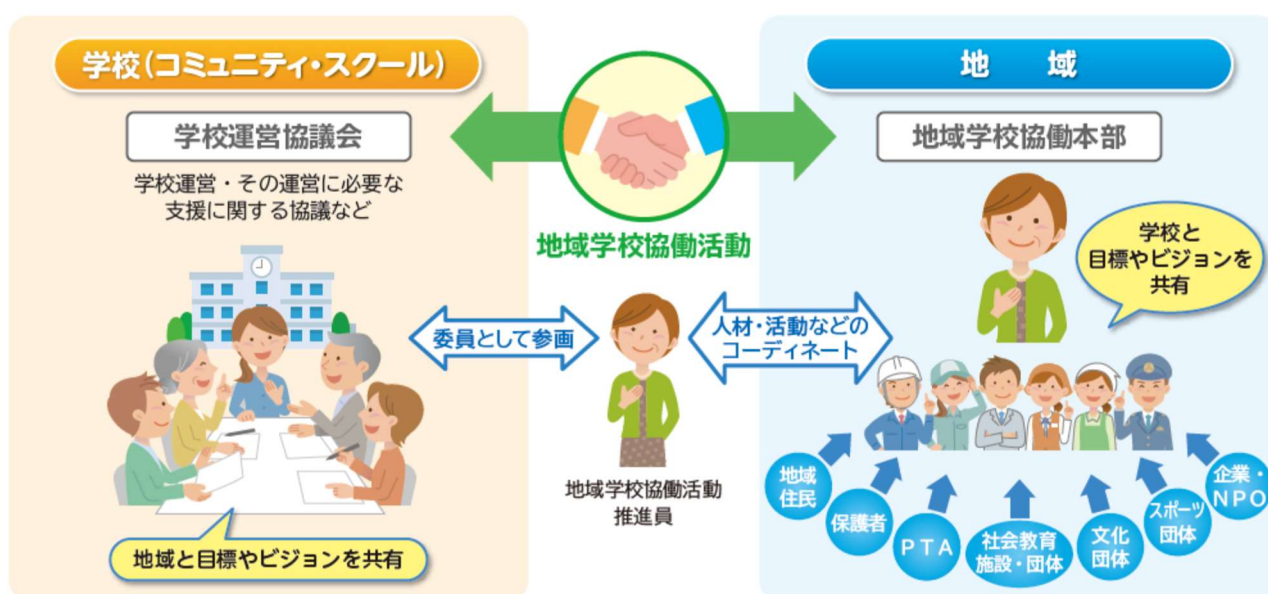 学校(コミュニティ・スクール)
学校運営協議会
学校運営・その運営に必要な
支援に関する協議など
地域と目標やビジョンを共有
地域学校協働活動
委員として参画
人材・活動などの
コーディネート
地域学校協働活動
推進員
地域
地域学校協働本部
学校と
目標やビジョンを
共有
地域
住民
保護者
PTA
社会教育
施設・団体
文化
団体
スポーツ
団体
企業・
NPO